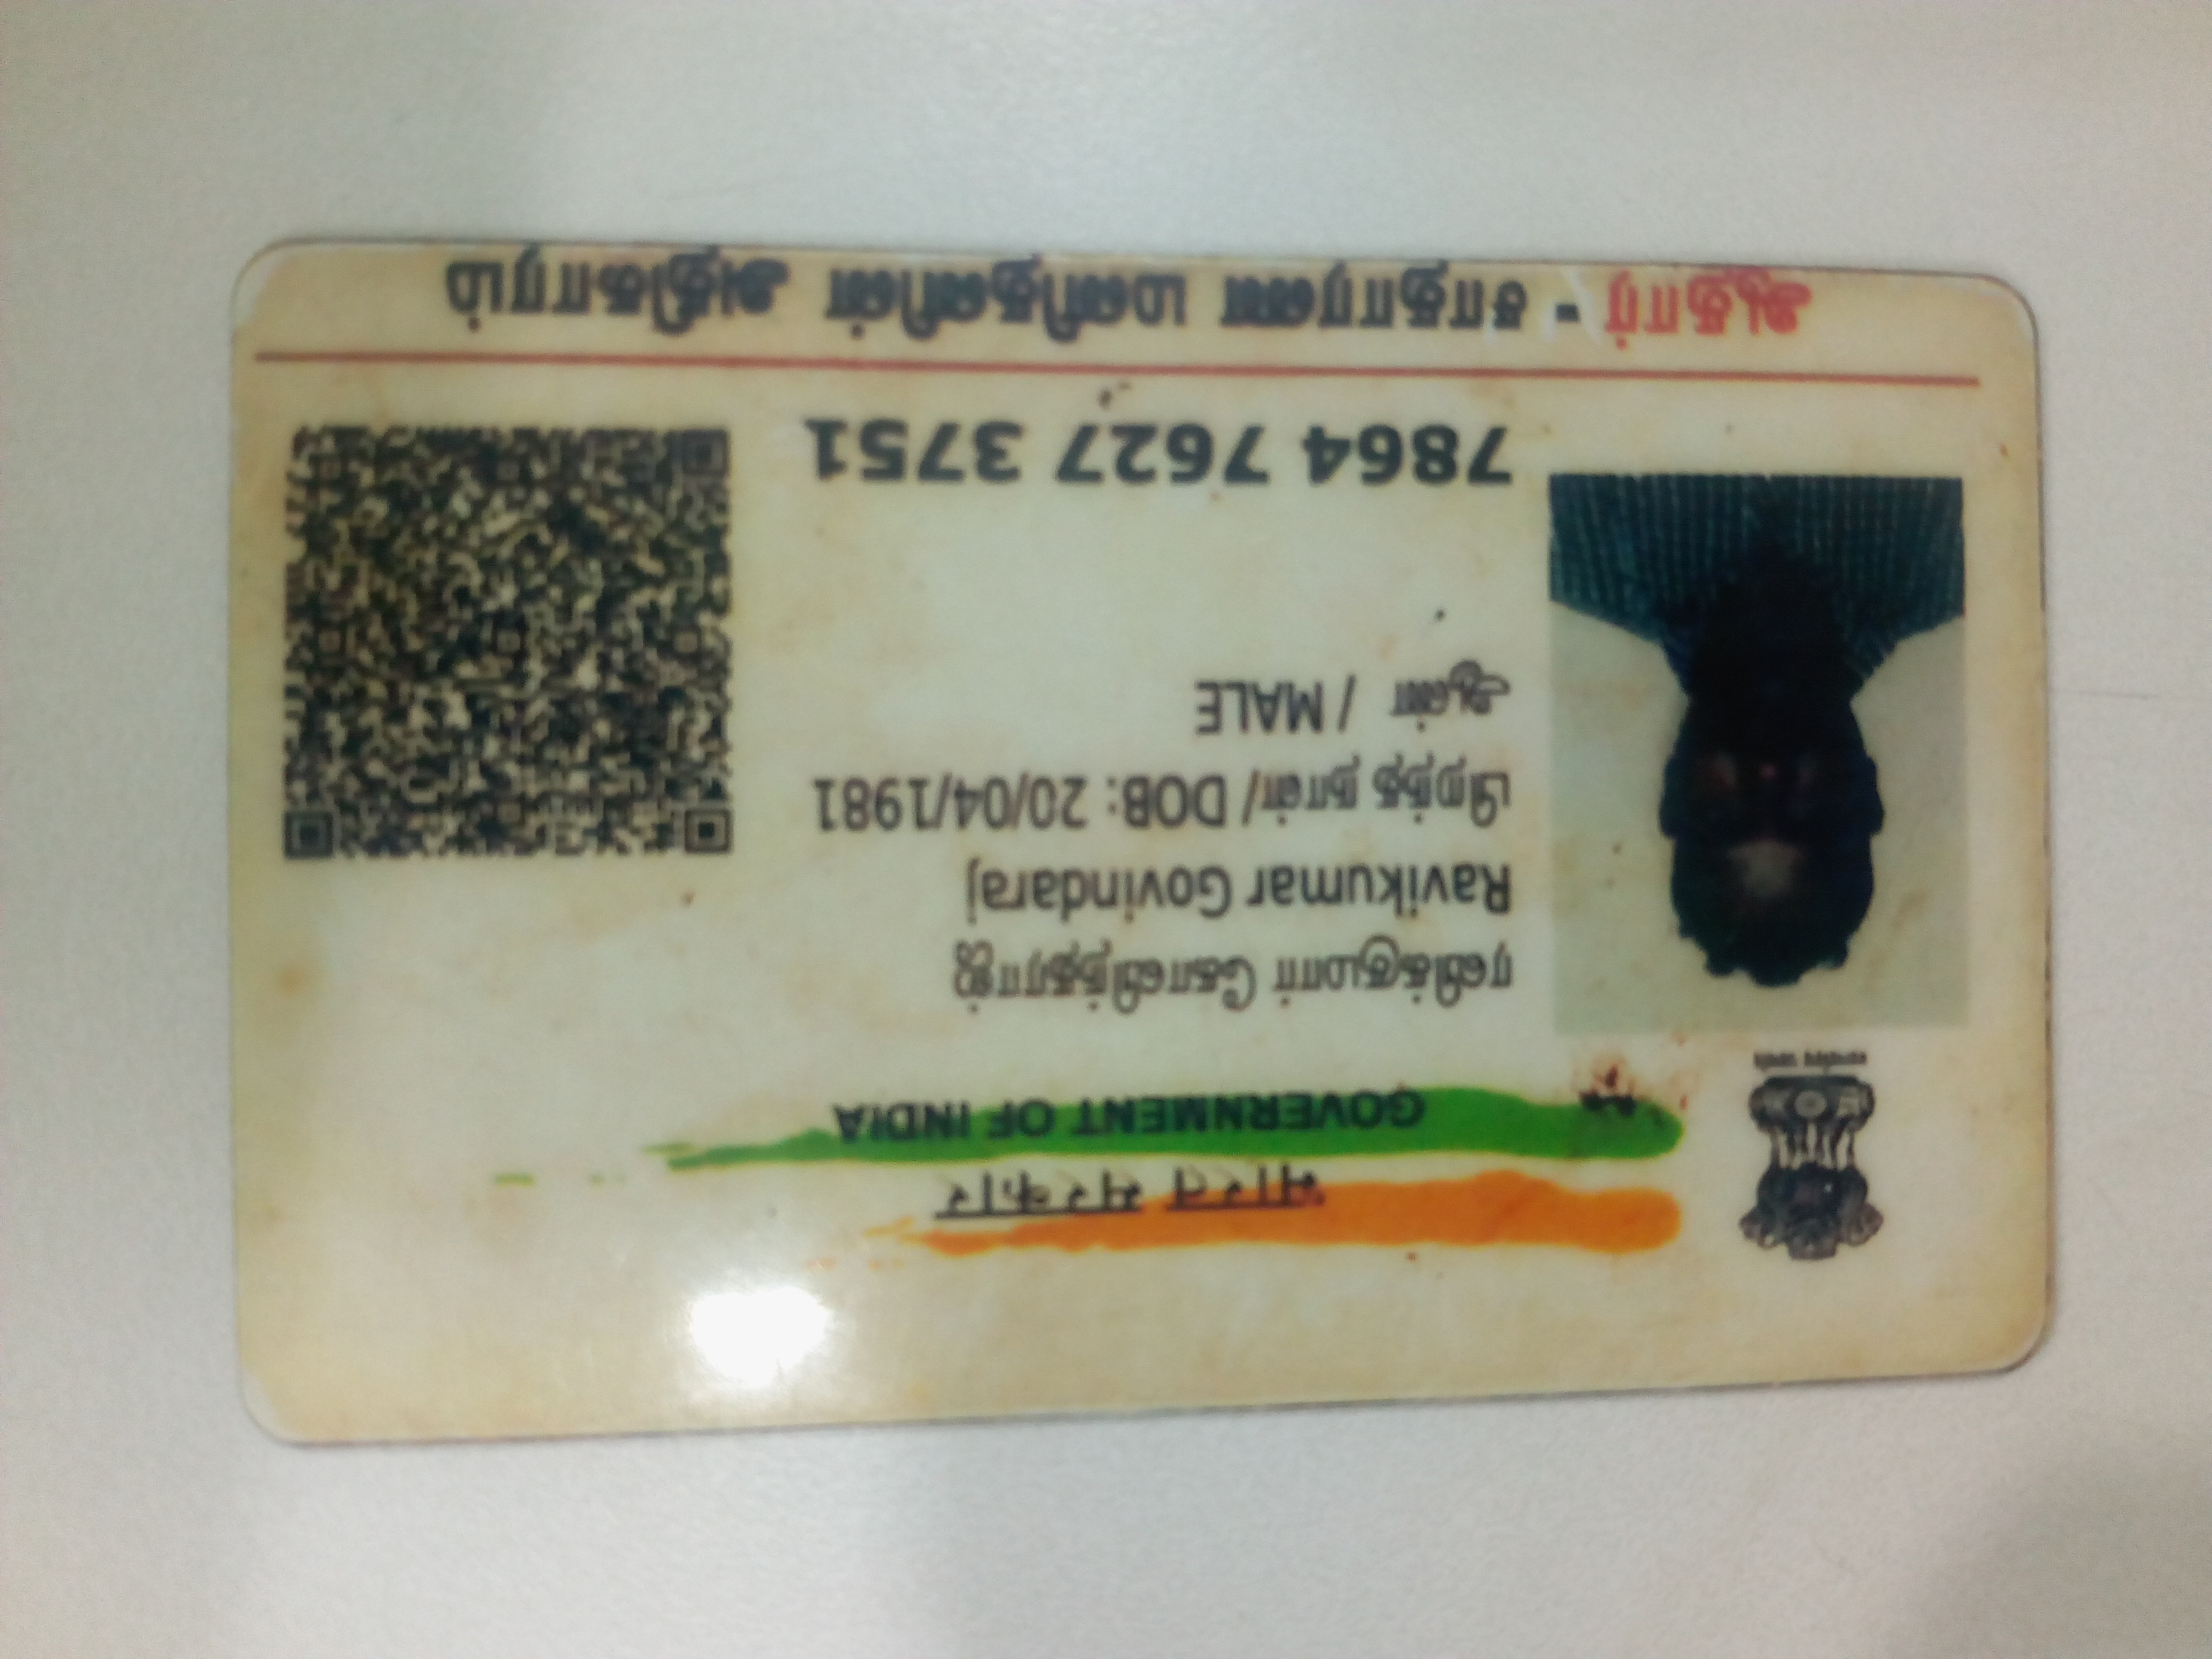 भारत सरकार
GOVERNMENT OF INDIA
ரவிக்குமார் கோவிந்தராஜ்
Ravikumar Govindaraj
பிறந்த நாள்/ DOB: 20/04/1981
ஆண் / MALE
7864 7627 3751
ஆதார் - சாதாரண மனிதனின் அதிகாரம்